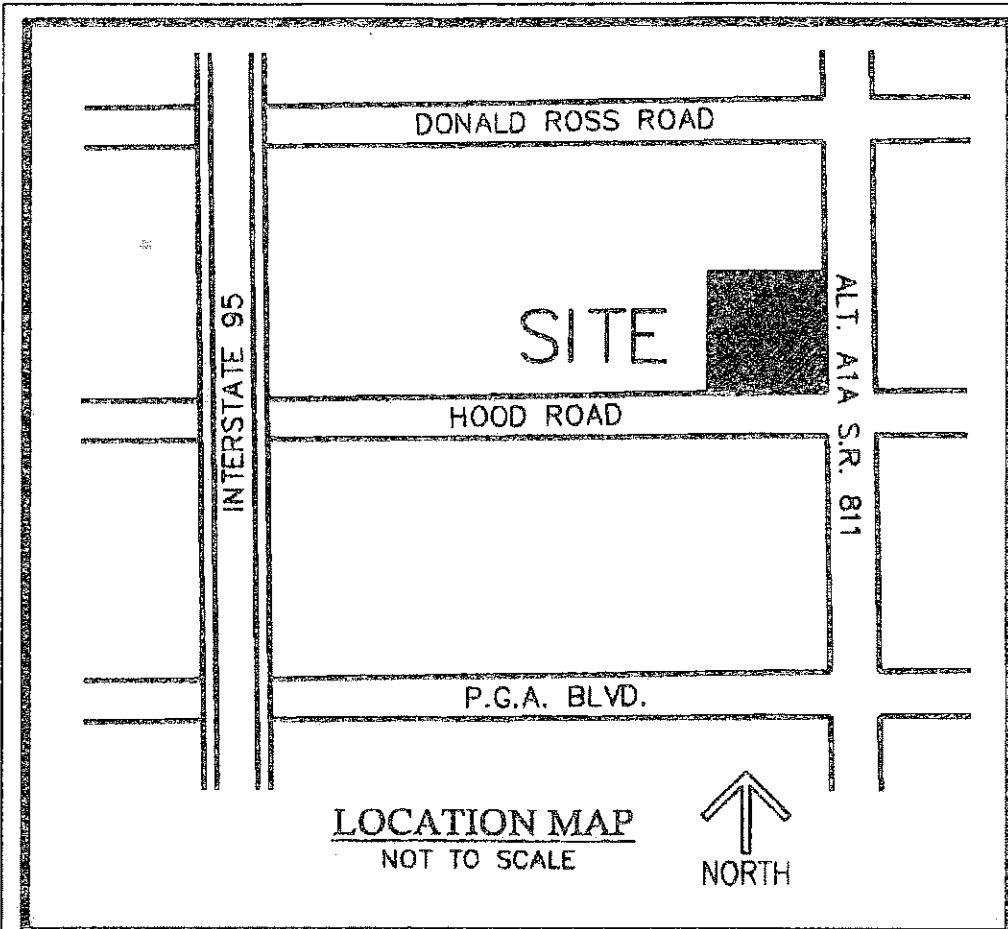 DONALD ROSS ROAD
INTERSTATE 95
SITE
ALT. A1A S.R. 811
HOOD ROAD
P.G.A. BLVD.
LOCATION MAP
NOT TO SCALE
NORTH